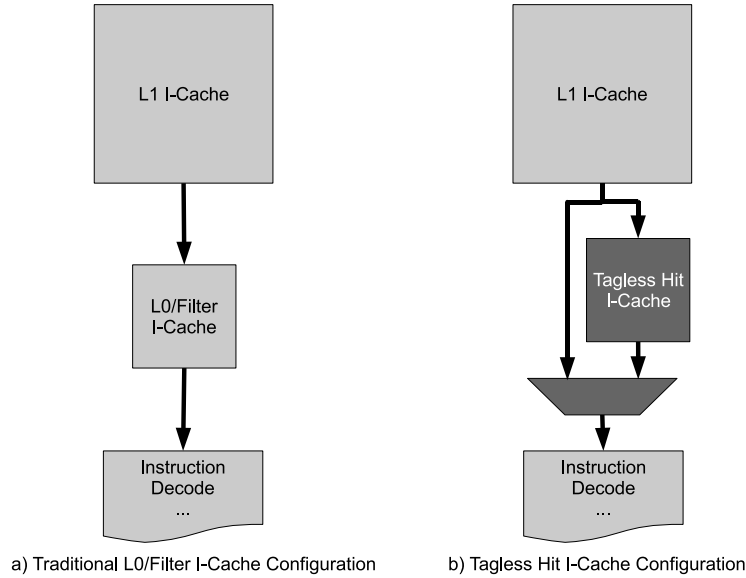 L1 I-Cache
L0/Filter
I-Cache
Instruction
Decode
...
a) Traditional L0/Filter I-Cache Configuration
L1 I-Cache
Tagless Hit
I-Cache
Instruction
Decode
...
b) Tagless Hit I-Cache Configuration